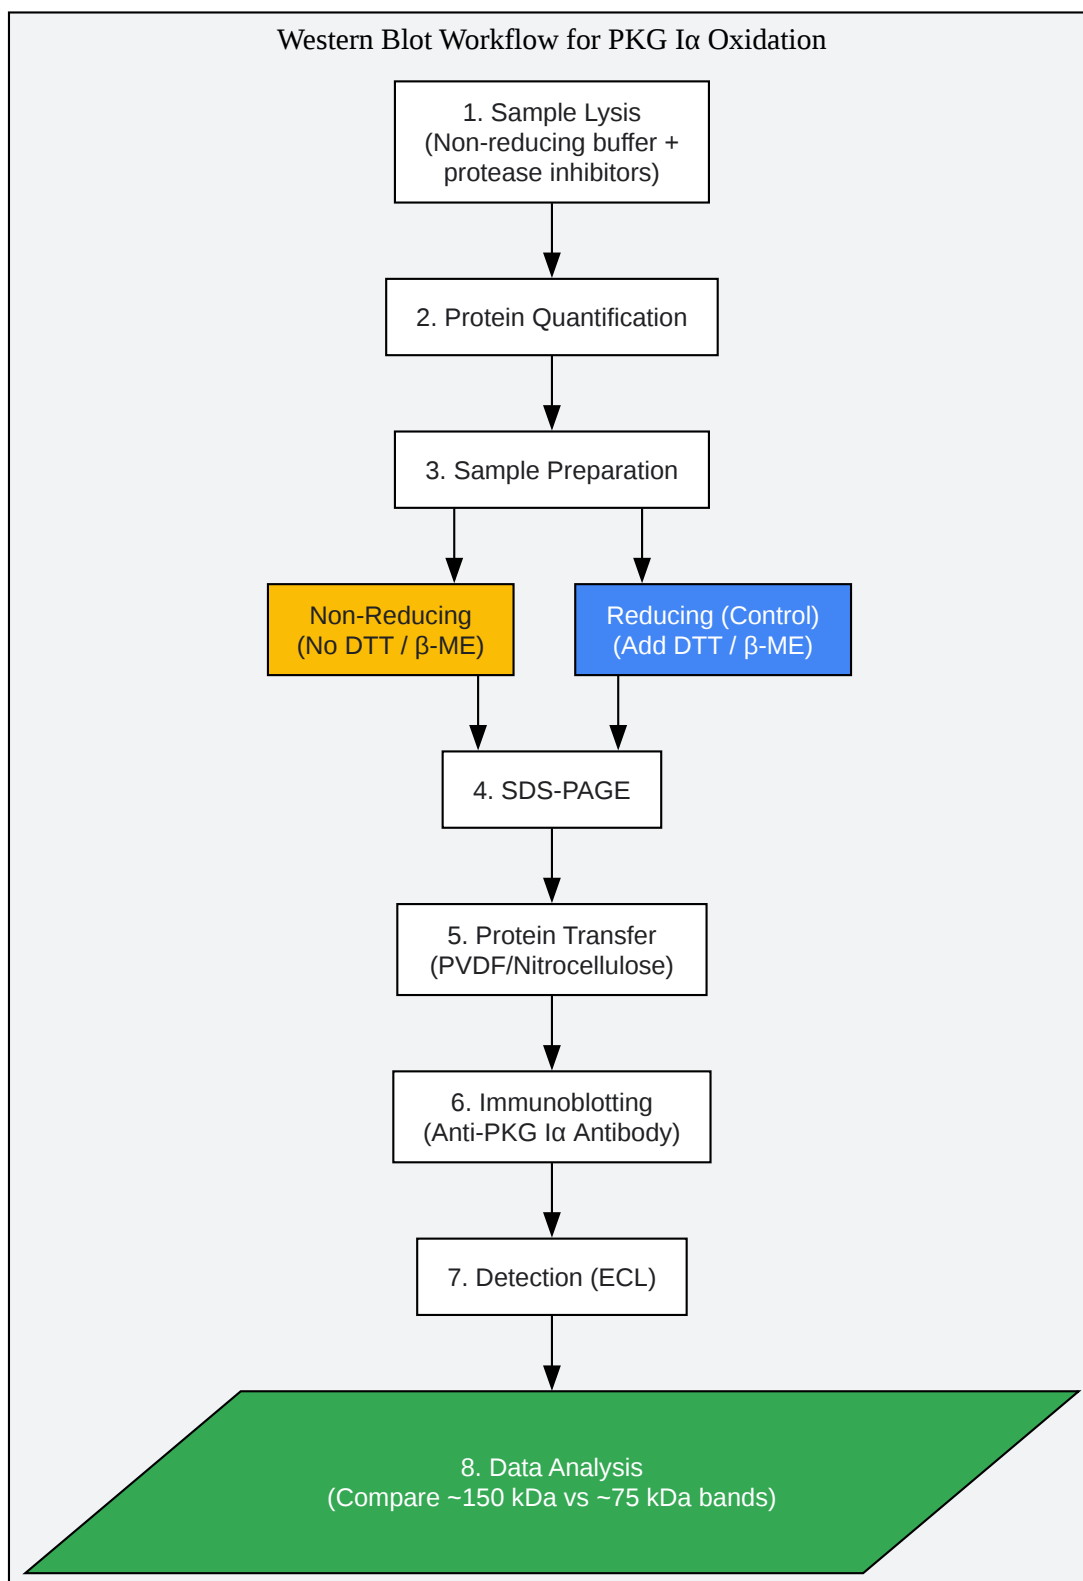 Western Blot Workflow for PKG Iα Oxidation
1. Sample Lysis
(Non-reducing buffer +
protease inhibitors)
2. Protein Quantification
3. Sample Preparation
Non-Reducing
(No DTT / β-ME)
Reducing (Control)
(Add DTT / β-ME)
4. SDS-PAGE
5. Protein Transfer
(PVDF/Nitrocellulose)
6. Immunoblotting
(Anti-PKG Iα Antibody)
7. Detection (ECL)
8. Data Analysis
(Compare ~150 kDa vs ~75 kDa bands)